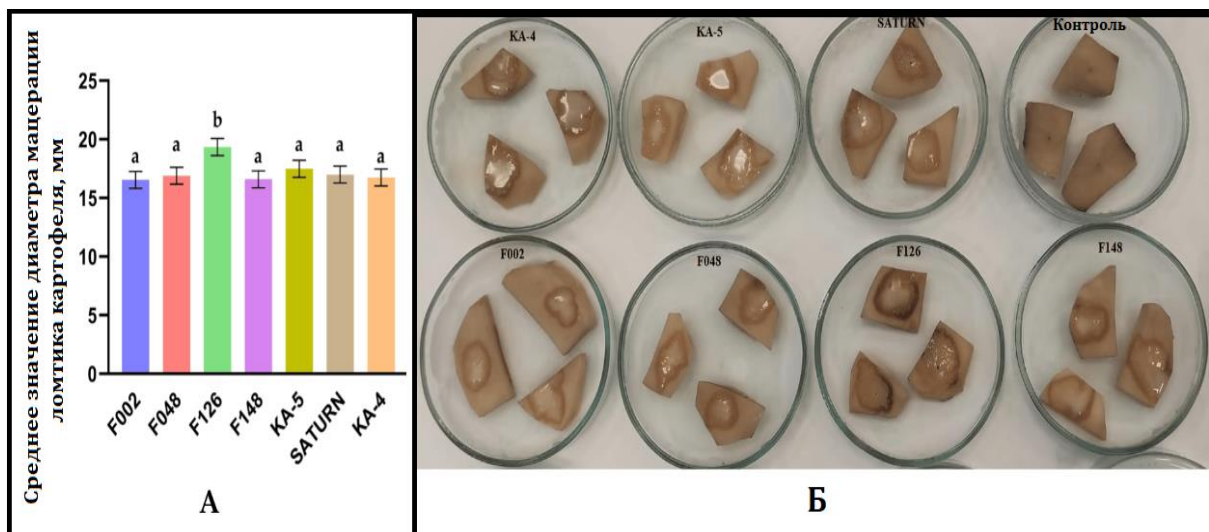 Среднее значение диаметра мацерации
ломтика картофеля, мм
25
20
15
10
5
0
a
a
b
a
a
a
a
F002
F048
F126
F148
KA-5
SATURN
KA-4
А
KA-4
KA-5
SATURN
Контроль
F002
F048
F126
F148
Б